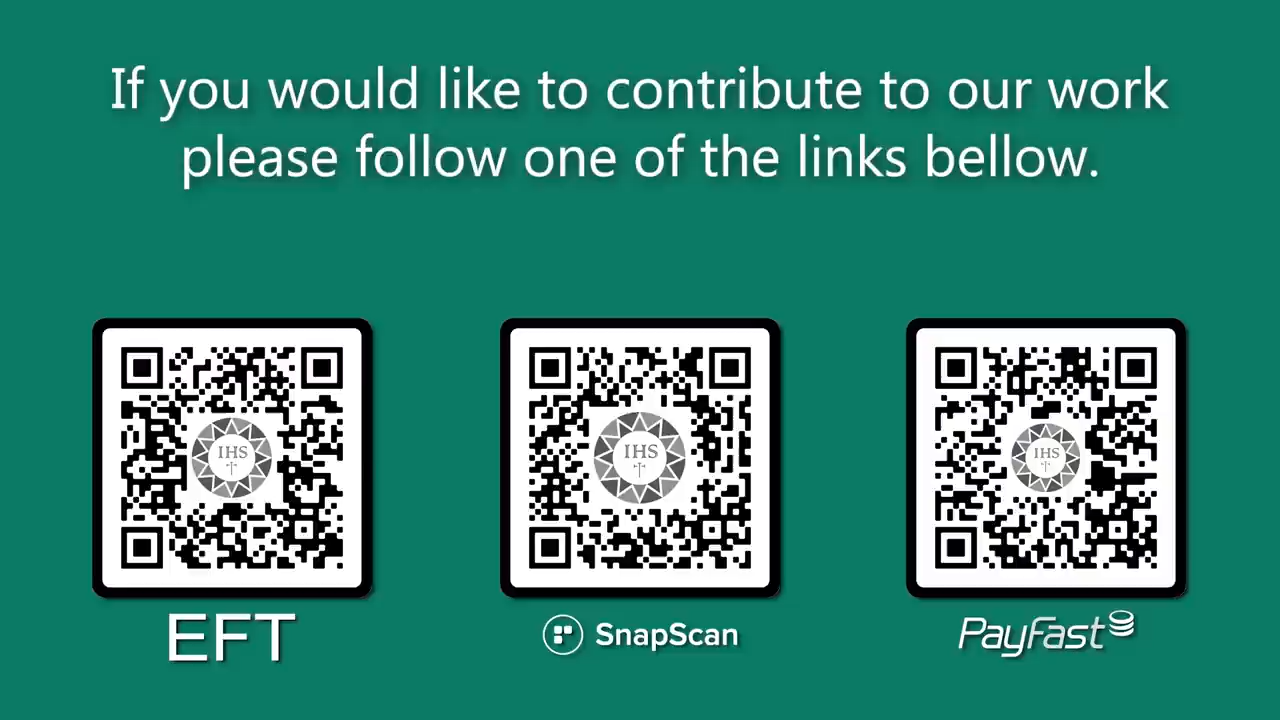 If you would like to contribute to our work
please follow one of the links bellow.
IHS
IHS
IHS
EFT
SnapScan
PayFast